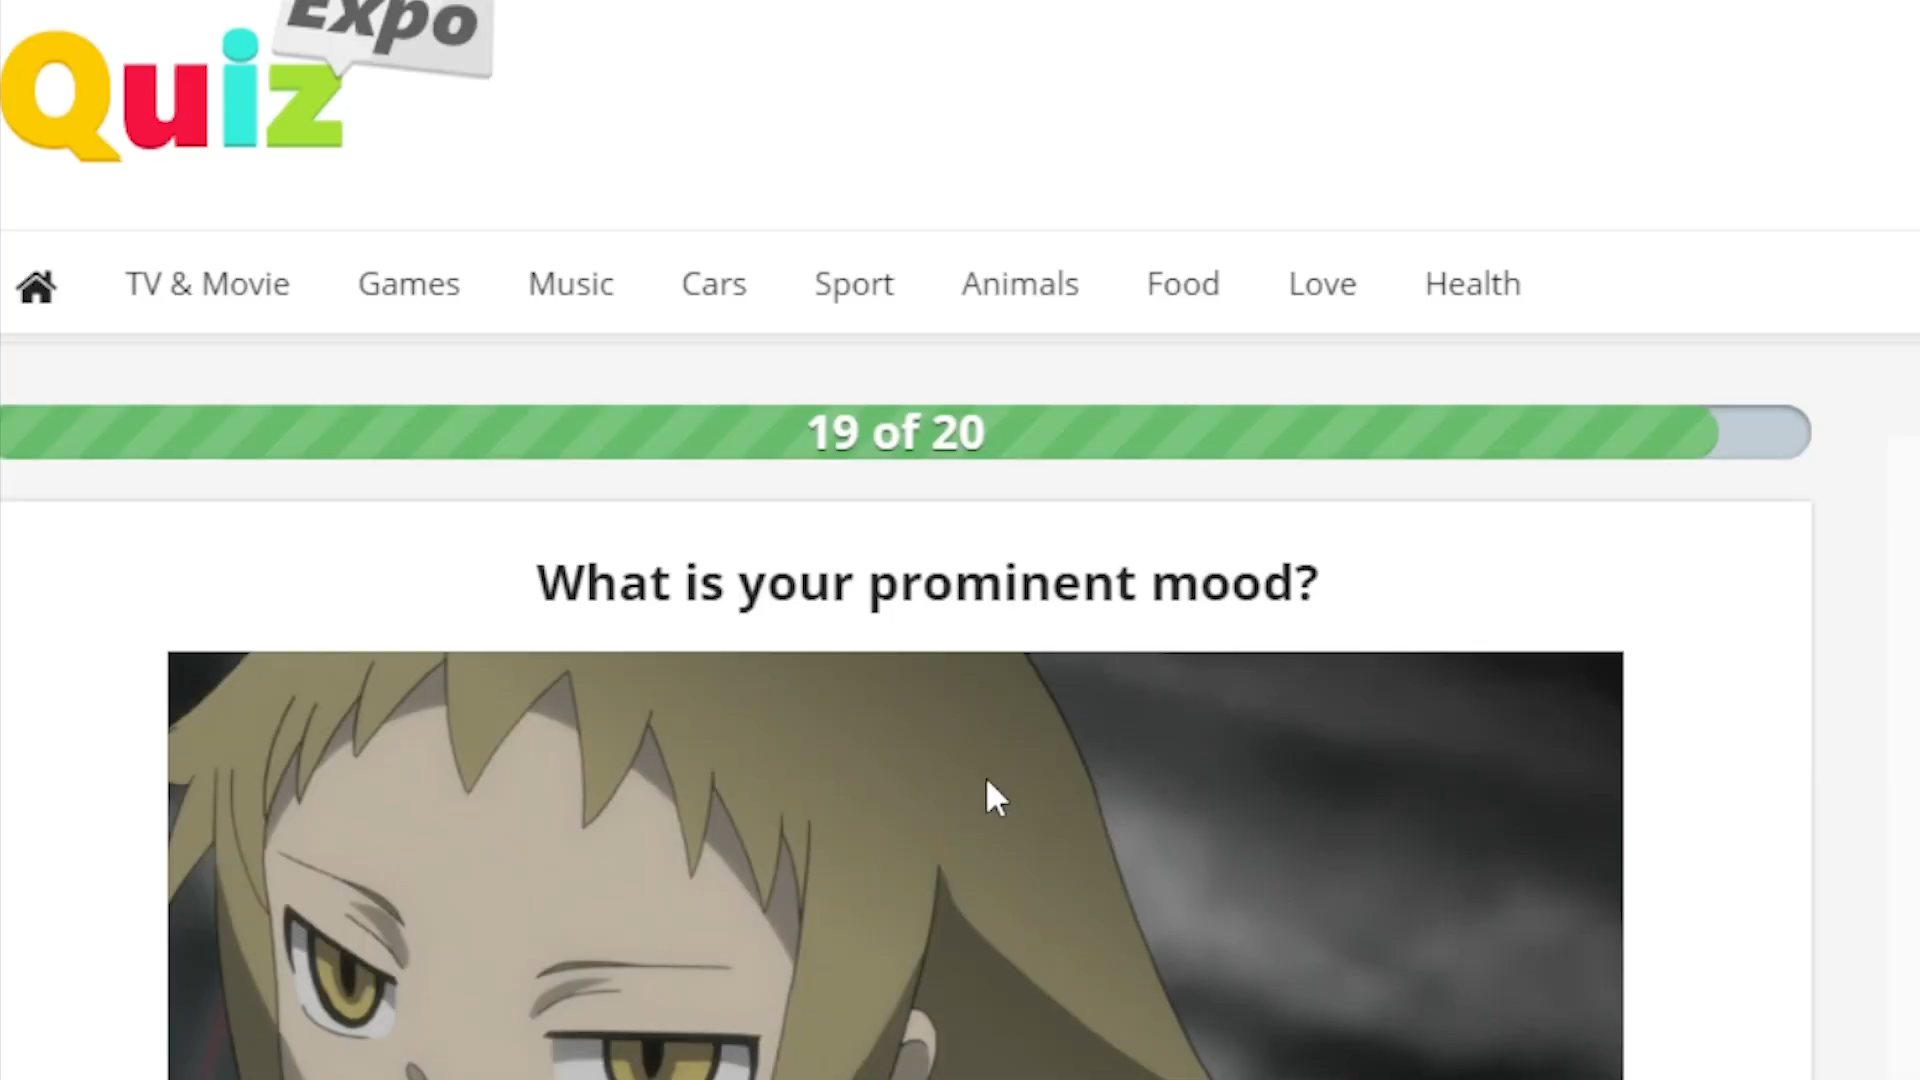 Expo
Quiz
TV & Movie Games Music Cars Sport Animals Food Love Health
19 of 20
What is your prominent mood?